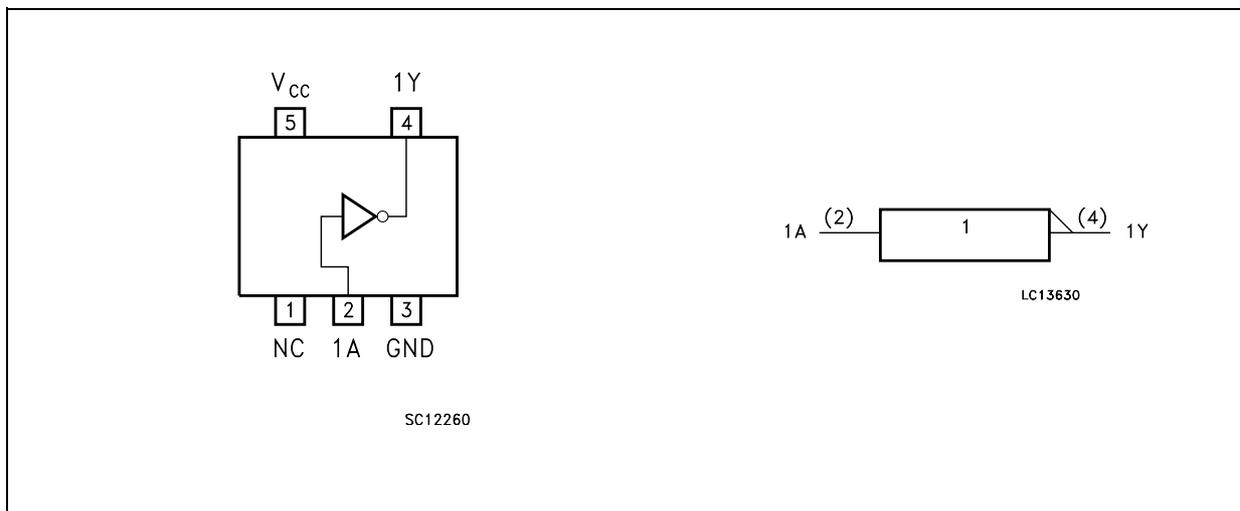 V_CC 1Y
5 4
1 2 3
NC 1A GND
SC12260
1A (2) 1 (4) 1Y
LC13630